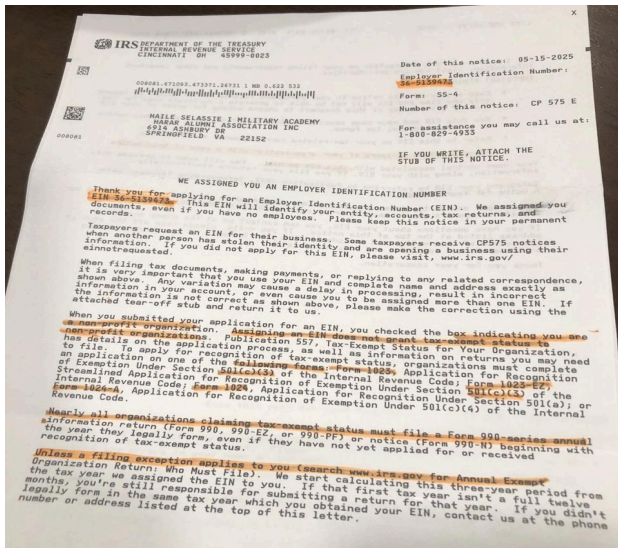 X
IRS DEPARTMENT OF THE TREASURY
INTERNAL REVENUE SERVICE
CINCINNATI OH 45999-0023
Date of this notice: 05-15-2025
Employer Identification Number:
36-5139473
Form: SS-4
Number of this notice: CP 575 E
For assistance you may call us at:
1-800-829-4933
IF YOU WRITE, ATTACH THE
STUB OF THIS NOTICE.
008081.471093.473371.26731 1 MB 0.622 532
008081
HAILE SELASSIE I MILITARY ACADEMY
HARAR ALUMNI ASSOCIATION INC
6914 ASHBURY DR
SPRINGFIELD VA 22152
WE ASSIGNED YOU AN EMPLOYER IDENTIFICATION NUMBER
Thank you for applying for an Employer Identification Number (EIN). We assigned you
EIN 36-5139473. This EIN will identify your entity, accounts, tax returns, and
documents, even if you have no employees. Please keep this notice in your permanent
records.
Taxpayers request an EIN for their business. Some taxpayers receive CP575 notices
when another person has stolen their identity and are opening a business using their
information. If you did not apply for this EIN, please visit, www.irs.gov/
einnotrequested.
When filing tax documents, making payments, or replying to any related correspondence,
it is very important that you use your EIN and complete name and address exactly as
shown above. Any variation may cause a delay in processing, result in incorrect
information in your account, or even cause you to be assigned more than one EIN. If
the information is not correct as shown above, please make the correction using the
attached tear-off stub and return it to us.
When you submitted your application for an EIN, you checked the box indicating you are
a non-profit organization. Assigning an EIN does not grant tax-exempt status to
non-profit organizations. Publication 557, Tax-Exempt Status for Your Organization,
has details on the application process, as well as information on returns you may need
to file. To apply for recognition of tax-exempt status, organizations must complete
an application on one of the following forms: Form 1023, Application for Recognition
of Exemption Under Section 501(c)(3) of the Internal Revenue Code; Form 1023-EZ,
Streamlined Application for Recognition of Exemption Under Section 501(c)(3) of the
Internal Revenue Code; Form 1024, Application for Recognition Under Section 501(a); or
Form 1024-A, Application for Recognition of Exemption Under 501(c)(4) of the Internal
Revenue Code.
Nearly all organizations claiming tax-exempt status must file a Form 990-series annual
information return (Form 990, 990-EZ, or 990-PF) or notice (Form 990-N) beginning with
the year they legally form, even if they have not yet applied for or received
recognition of tax-exempt status.
Unless a filing exception applies to you (search www.irs.gov for Annual Exempt
Organization Return: Who Must File). We start calculating this three-year period from
the tax year we assigned the EIN to you. If that first tax year isn't a full twelve
months, you're still responsible for submitting a return for that year. If you didn't
legally form in the same tax year which you obtained your EIN, contact us at the phone
number or address listed at the top of this letter.